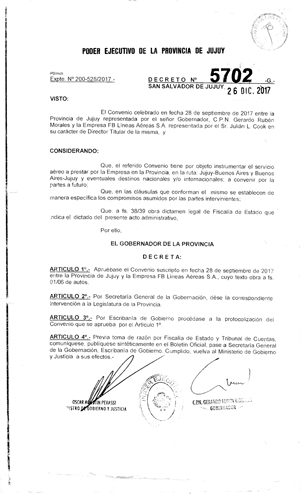 PODER EJECUTIVO DE LA PROVINCIA DE JUJUY
Expte. Nº 200-528/2017.-
DECRETO Nº 5702 -G.-
SAN SALVADOR DE JUJUY, 26 DIC. 2017
VISTO:
El Convenio celebrado en fecha 28 de septiembre de 2017 entre la
Provincia de Jujuy representada por el señor Gobernador, C.P.N. Gerardo Rubén
Morales y la Empresa FB Líneas Aéreas S.A. representada por el Sr. Julián L. Cook en
su carácter de Director Titular de la misma, y
CONSIDERANDO:
Que, el referido Convenio tiene por objeto instrumentar el servicio
aéreo a prestar por la Empresa en la Provincia, en la ruta: Jujuy-Buenos Aires y Buenos
Aires-Jujuy y eventuales destinos nacionales y/o internacionales; a convenir por la
partes a futuro;
Que, en las cláusulas que conforman el mismo se establecen de
manera específica los compromisos asumidos por las partes intervinientes;
Que, a fs. 38/39 obra dictamen legal de Fiscalía de Estado que
indica el dictado del presente acto administrativo,
Por ello,
EL GOBERNADOR DE LA PROVINCIA
DECRETA:
ARTICULO 1º.- Apruébase el Convenio suscripto en fecha 28 de septiembre de 2017
entre la Provincia de Jujuy y la Empresa FB Líneas Aéreas S.A., cuyo texto obra a fs.
01/06 de autos.
ARTICULO 2º.- Por Secretaría General de la Gobernación, dése la correspondiente
intervención a la Legislatura de la Provincia.
ARTICULO 3º.- Por Escribanía de Gobierno procédase a la protocolización del
Convenio que se aprueba por el Artículo 1º.
ARTICULO 4º.- Previa toma de razón por Fiscalía de Estado y Tribunal de Cuentas,
comuníquese, publíquese sintéticamente en el Boletín Oficial, pase a Secretaría General
de la Gobernación, Escribanía de Gobierno. Cumplido, vuelva al Ministerio de Gobierno
y Justicia a sus efectos.-
OSCAR AGUSTIN PERASSI
MINISTRO DE GOBIERNO Y JUSTICIA
C.P.N. GERARDO RUBEN MORALES
GOBERNADOR